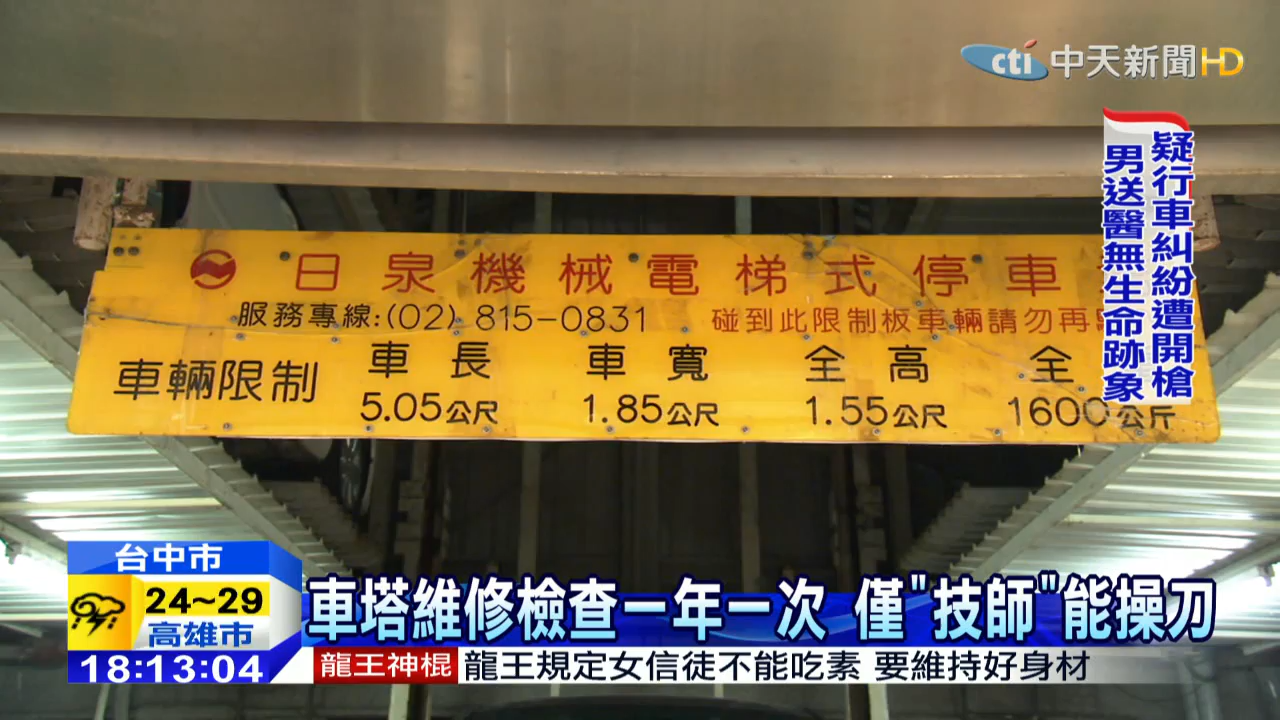 cti 中天新聞HD
疑行車糾紛遭開槍
男送醫無生命跡象
日泉機械電梯式停車
服務專線:(02) 815-0831 碰到此限制板車輛請勿再
車輛限制 車長 車寬 全高 全
5.05公尺 1.85公尺 1.55公尺 1600公斤
台中市
24~29
高雄市
18:13:04
車塔維修檢查一年一次 僅"技師"能操刀
龍王神棍 龍王規定女信徒不能吃素 要維持好身材